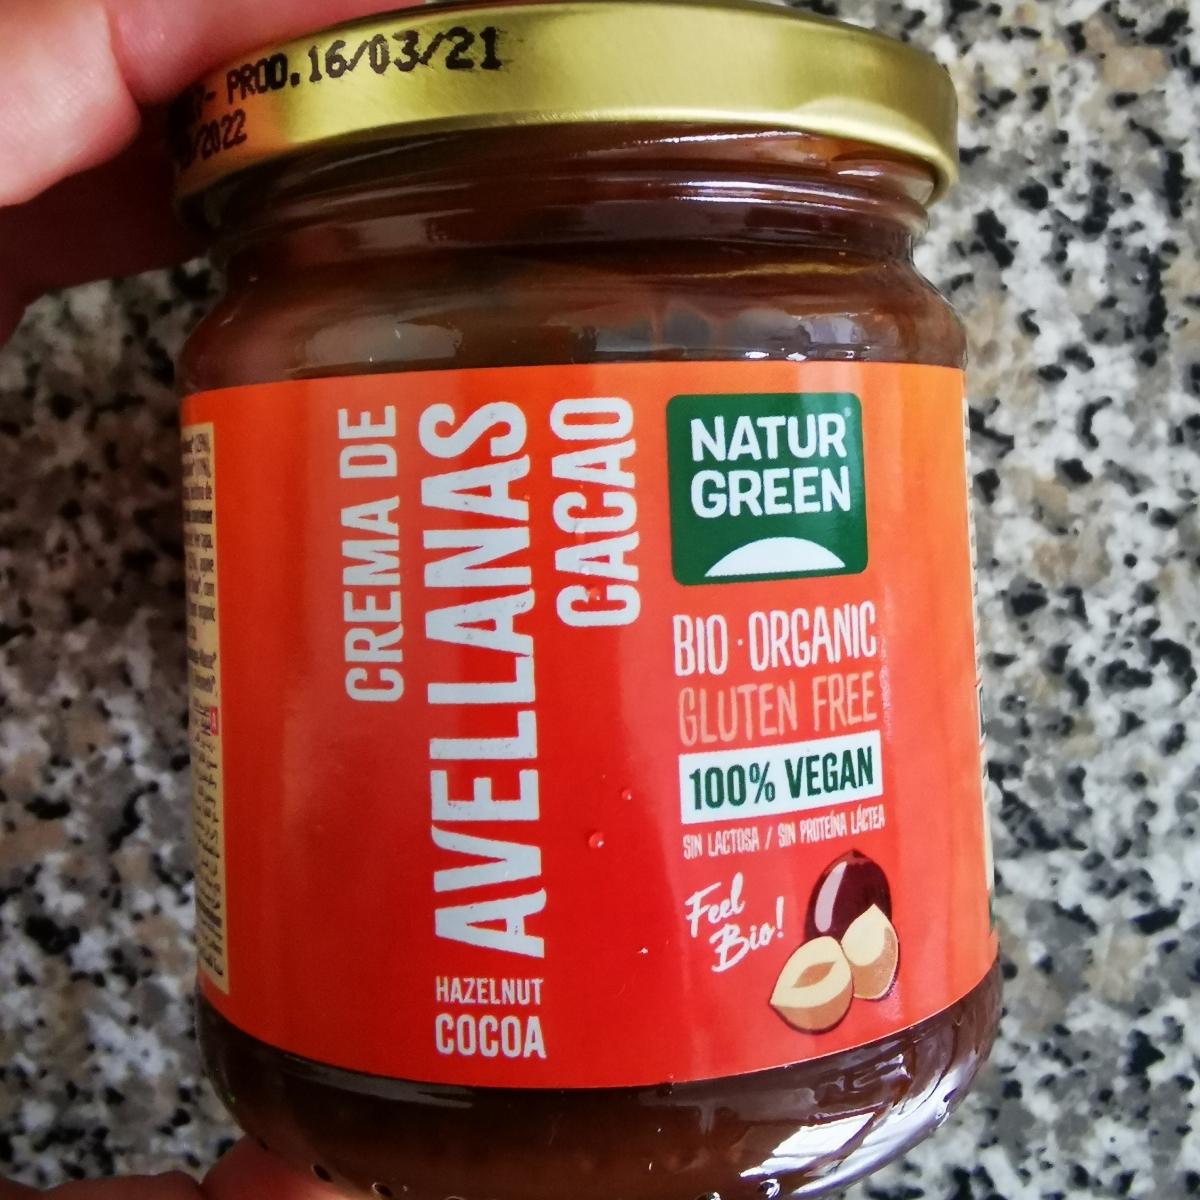 PROD.16/03/21
/2022
CREMA DE
AVELLANAS
CACAO
HAZELNUT
COCOA
NATUR
GREEN
BIO·ORGANIC
GLUTEN FREE
100% VEGAN
SIN LACTOSA / SIN PROTEÍNA LÁCTEA
Feel
Bio!